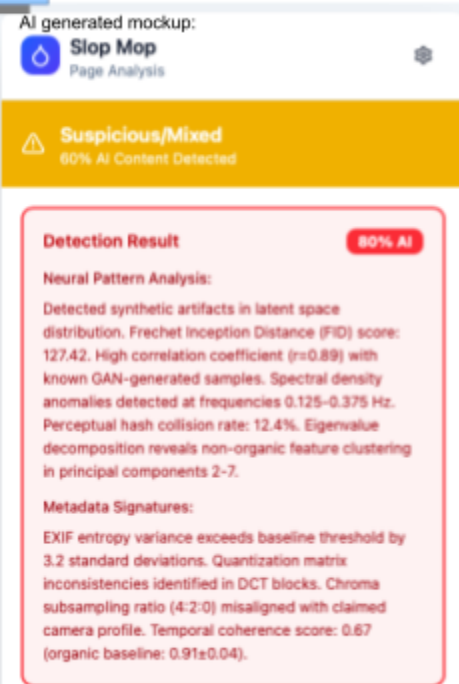 AI generated mockup:
Slop Mop
Page Analysis
Suspicious/Mixed
60% AI Content Detected
Detection Result
80% AI
Neural Pattern Analysis:
Detected synthetic artifacts in latent space
distribution. Frechet Inception Distance (FID) score:
127.42. High correlation coefficient (r=0.89) with
known GAN-generated samples. Spectral density
anomalies detected at frequencies 0.125-0.375 Hz.
Perceptual hash collision rate: 12.4%. Eigenvalue
decomposition reveals non-organic feature clustering
in principal components 2-7.
Metadata Signatures:
EXIF entropy variance exceeds baseline threshold by
3.2 standard deviations. Quantization matrix
inconsistencies identified in DCT blocks. Chroma
subsampling ratio (4:2:0) misaligned with claimed
camera profile. Temporal coherence score: 0.67
(organic baseline: 0.91±0.04).